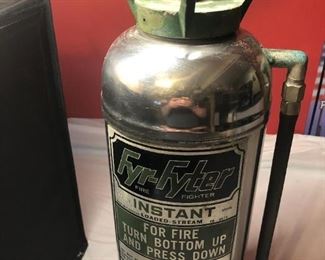 Fyr-Fyter
FIRE FIGHTER
INSTANT
LOADED-STREAM
FOR FIRE
TURN BOTTOM UP
AND PRESS DOWN